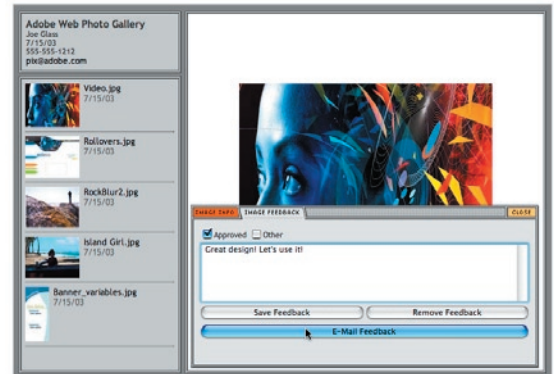 Adobe Web Photo Gallery
Joe Glass
7/15/03
555-555-1212
pix@adobe.com
Video.jpg
7/15/03
Rollovers.jpg
7/15/03
RockBlur2.jpg
7/15/03
Island Girl.jpg
7/15/03
Banner_variables.jpg
7/15/03
IMAGE INFO
IMAGE FEEDBACK
CLOSE
Approved Other
Great design! Let's use it!
Save Feedback Remove Feedback
E-Mail Feedback